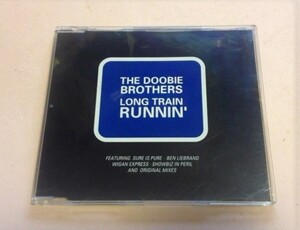 THE DOOBIE
BROTHERS
LONG TRAIN
RUNNIN'
FEATURING SURE IS PURE · BEN LIEBRAND
WIGAN EXPRESS · SHOWBIZ IN PERIL
AND ORIGINAL MIXES